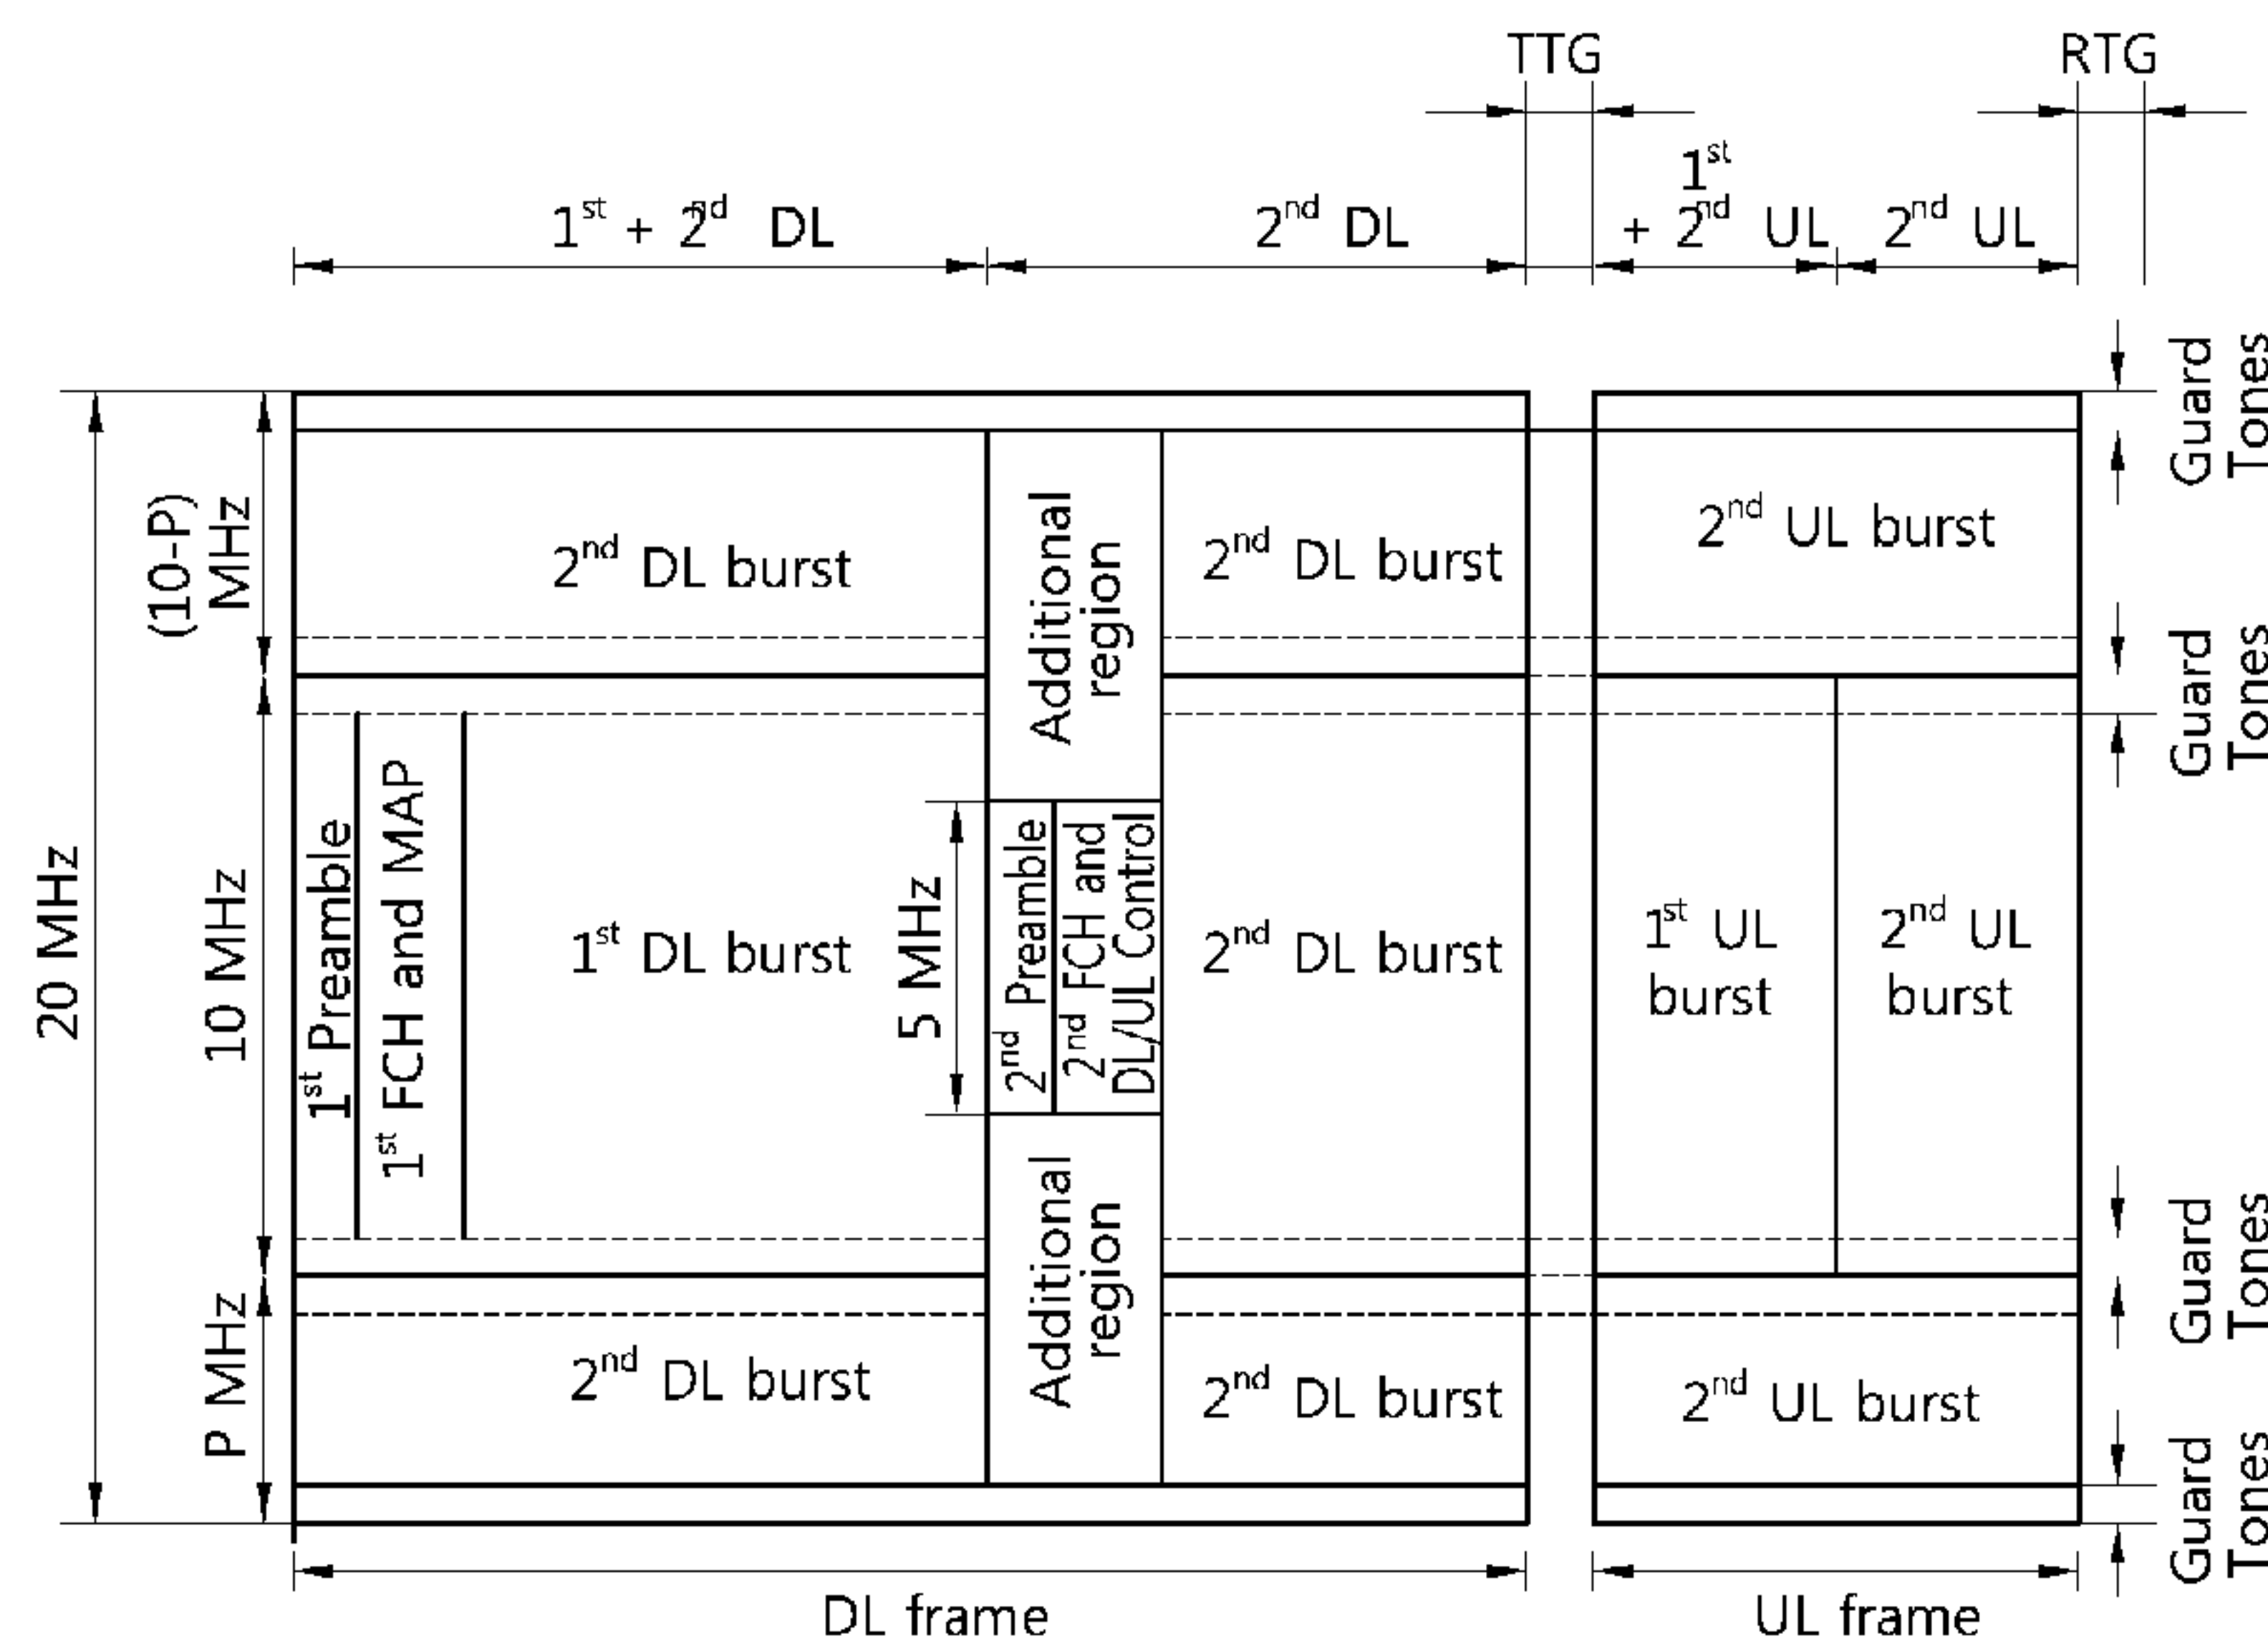 TTG
RTG
1st + 2nd DL
2nd DL
1st
+ 2nd UL
2nd UL
Guard
Tones
20 MHz
(10-P)
MHz
2nd DL burst
Additional
region
2nd DL burst
2nd UL burst
Guard
Tones
10 MHz
1st Preamble
1st FCH and MAP
1st DL burst
5 MHz
2nd Preamble
2nd FCH and
DL/UL Control
2nd DL burst
1st UL
burst
2nd UL
burst
Guard
Tones
P MHz
2nd DL burst
Additional
region
2nd DL burst
2nd UL burst
Guard
Tones
DL frame
UL frame